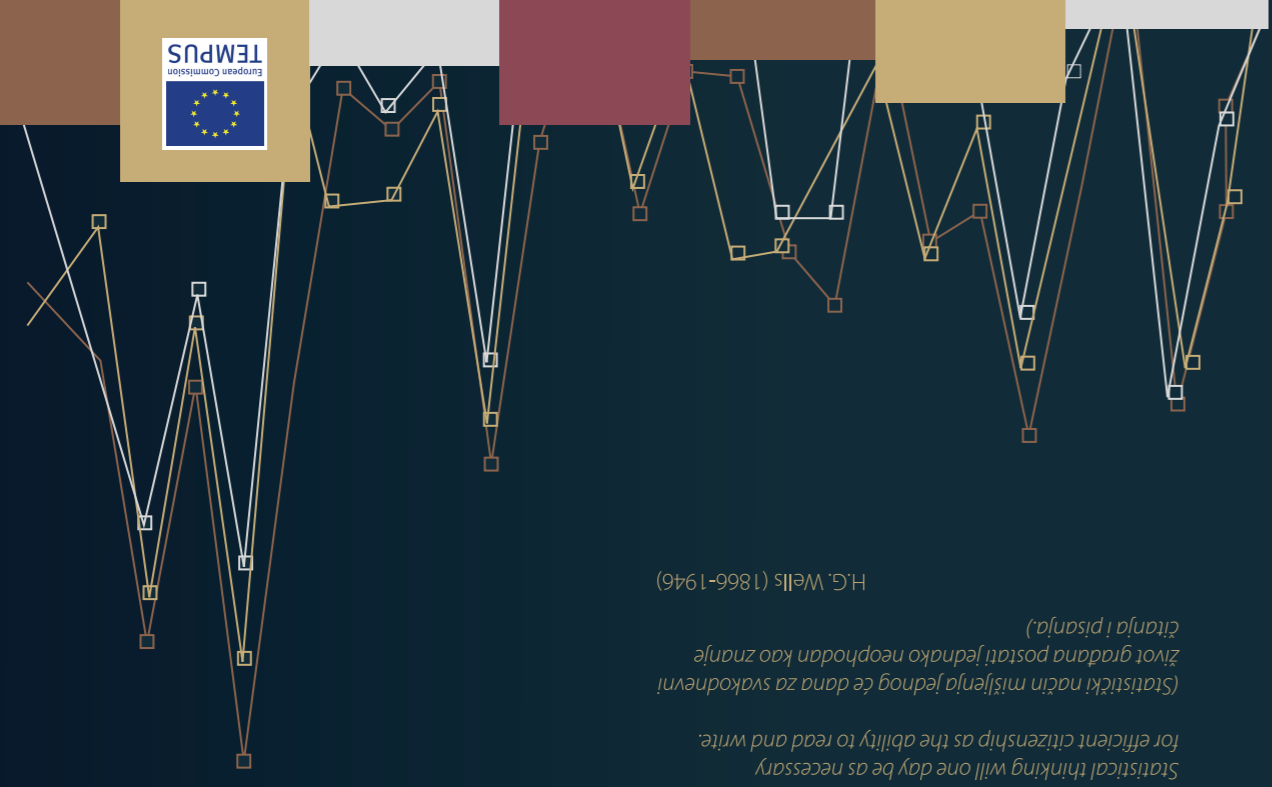 Statistical thinking will one day be as necessary
for efficient citizenship as the ability to read and write.
(Statistički način mišljenja jednog će dana za svakodnevni
život građana postati jednako neophodan kao znanje
čitanja i pisanja.)
H.G. Wells (1866-1946)
European Commission
TEMPUS